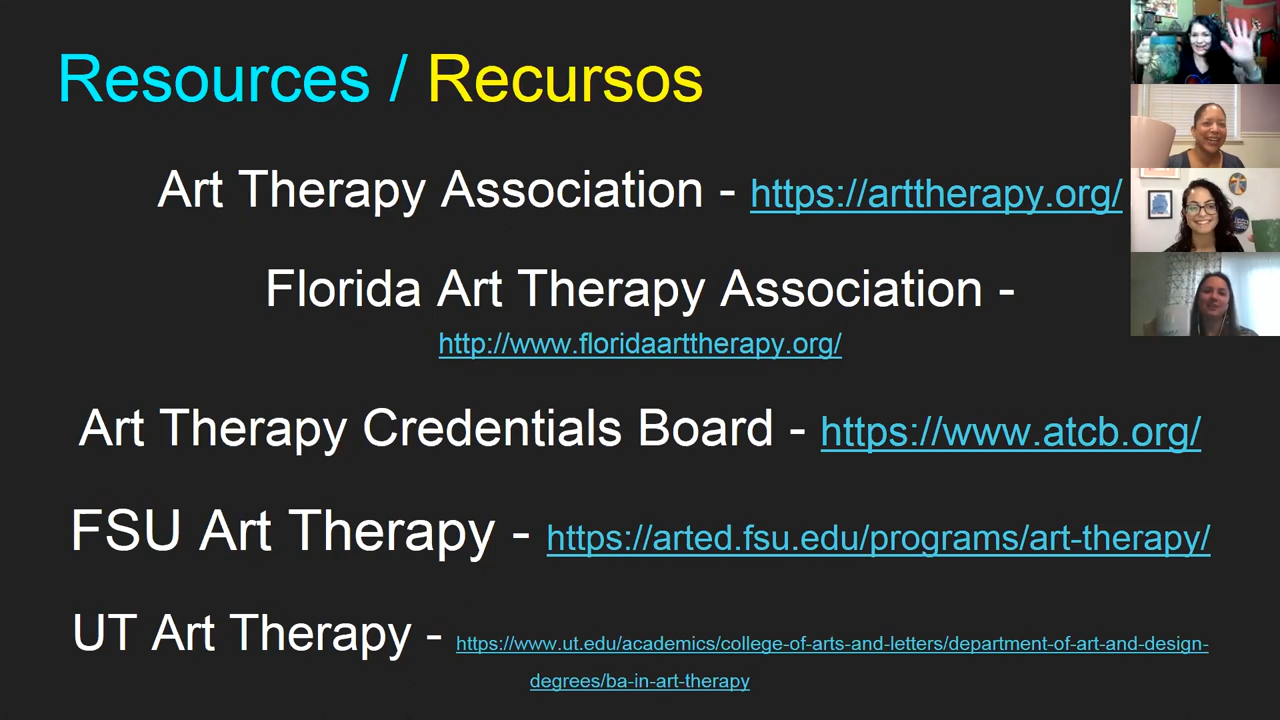 Resources / Recursos
Art Therapy Association - https://arttherapy.org/
Florida Art Therapy Association -
http://www.floridaarttherapy.org/
Art Therapy Credentials Board - https://www.atcb.org/
FSU Art Therapy - https://arted.fsu.edu/programs/art-therapy/
UT Art Therapy - https://www.ut.edu/academics/college-of-arts-and-letters/department-of-art-and-design-
degrees/ba-in-art-therapy